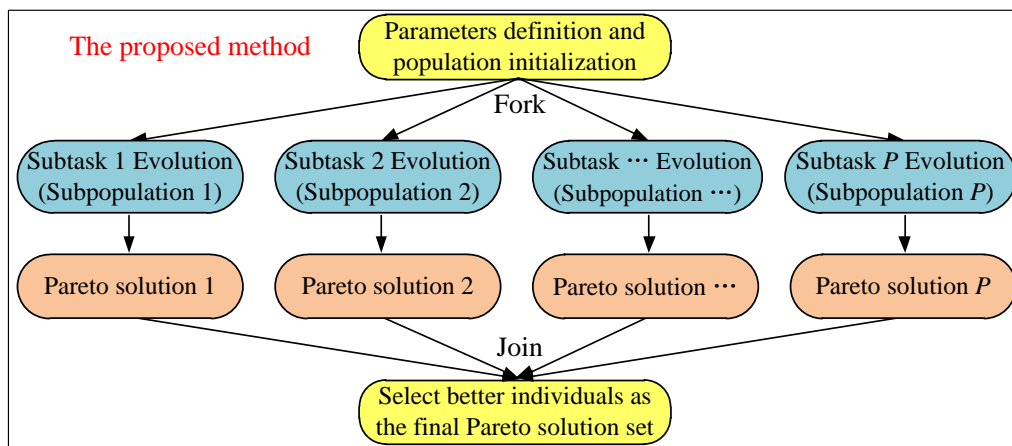 The proposed method
Parameters definition and
population initialization
Fork
Subtask 1 Evolution
(Subpopulation 1)
Subtask 2 Evolution
(Subpopulation 2)
Subtask ··· Evolution
(Subpopulation ···)
Subtask P Evolution
(Subpopulation P)
Pareto solution 1
Pareto solution 2
Pareto solution ···
Pareto solution P
Join
Select better individuals as
the final Pareto solution set